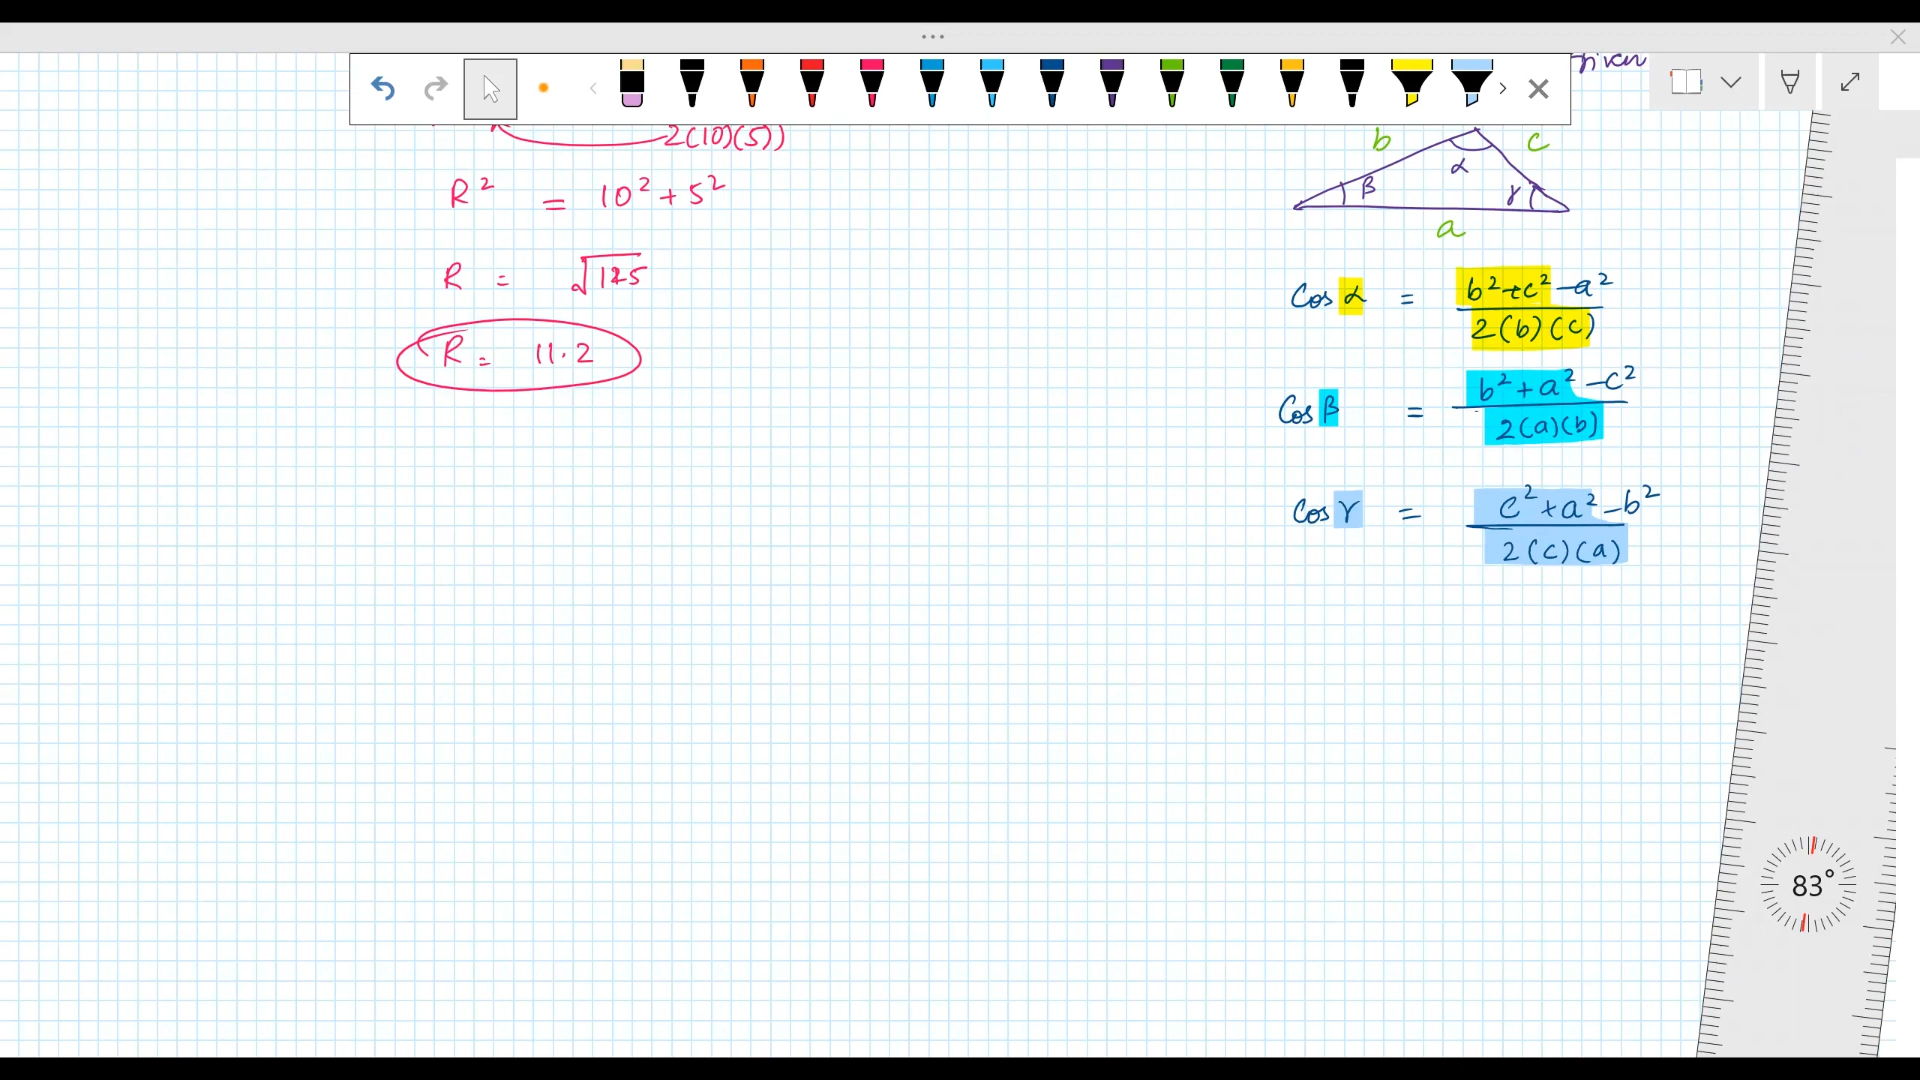 given
2(10)(5))
R² = 10² + 5²
R = √125
R = 11.2
b
c
α
β
γ
a
Cos α = b² + c² - a² / 2(b)(c)
Cos β = b² + a² - c² / 2(a)(b)
Cos γ = c² + a² - b² / 2(c)(a)
83°